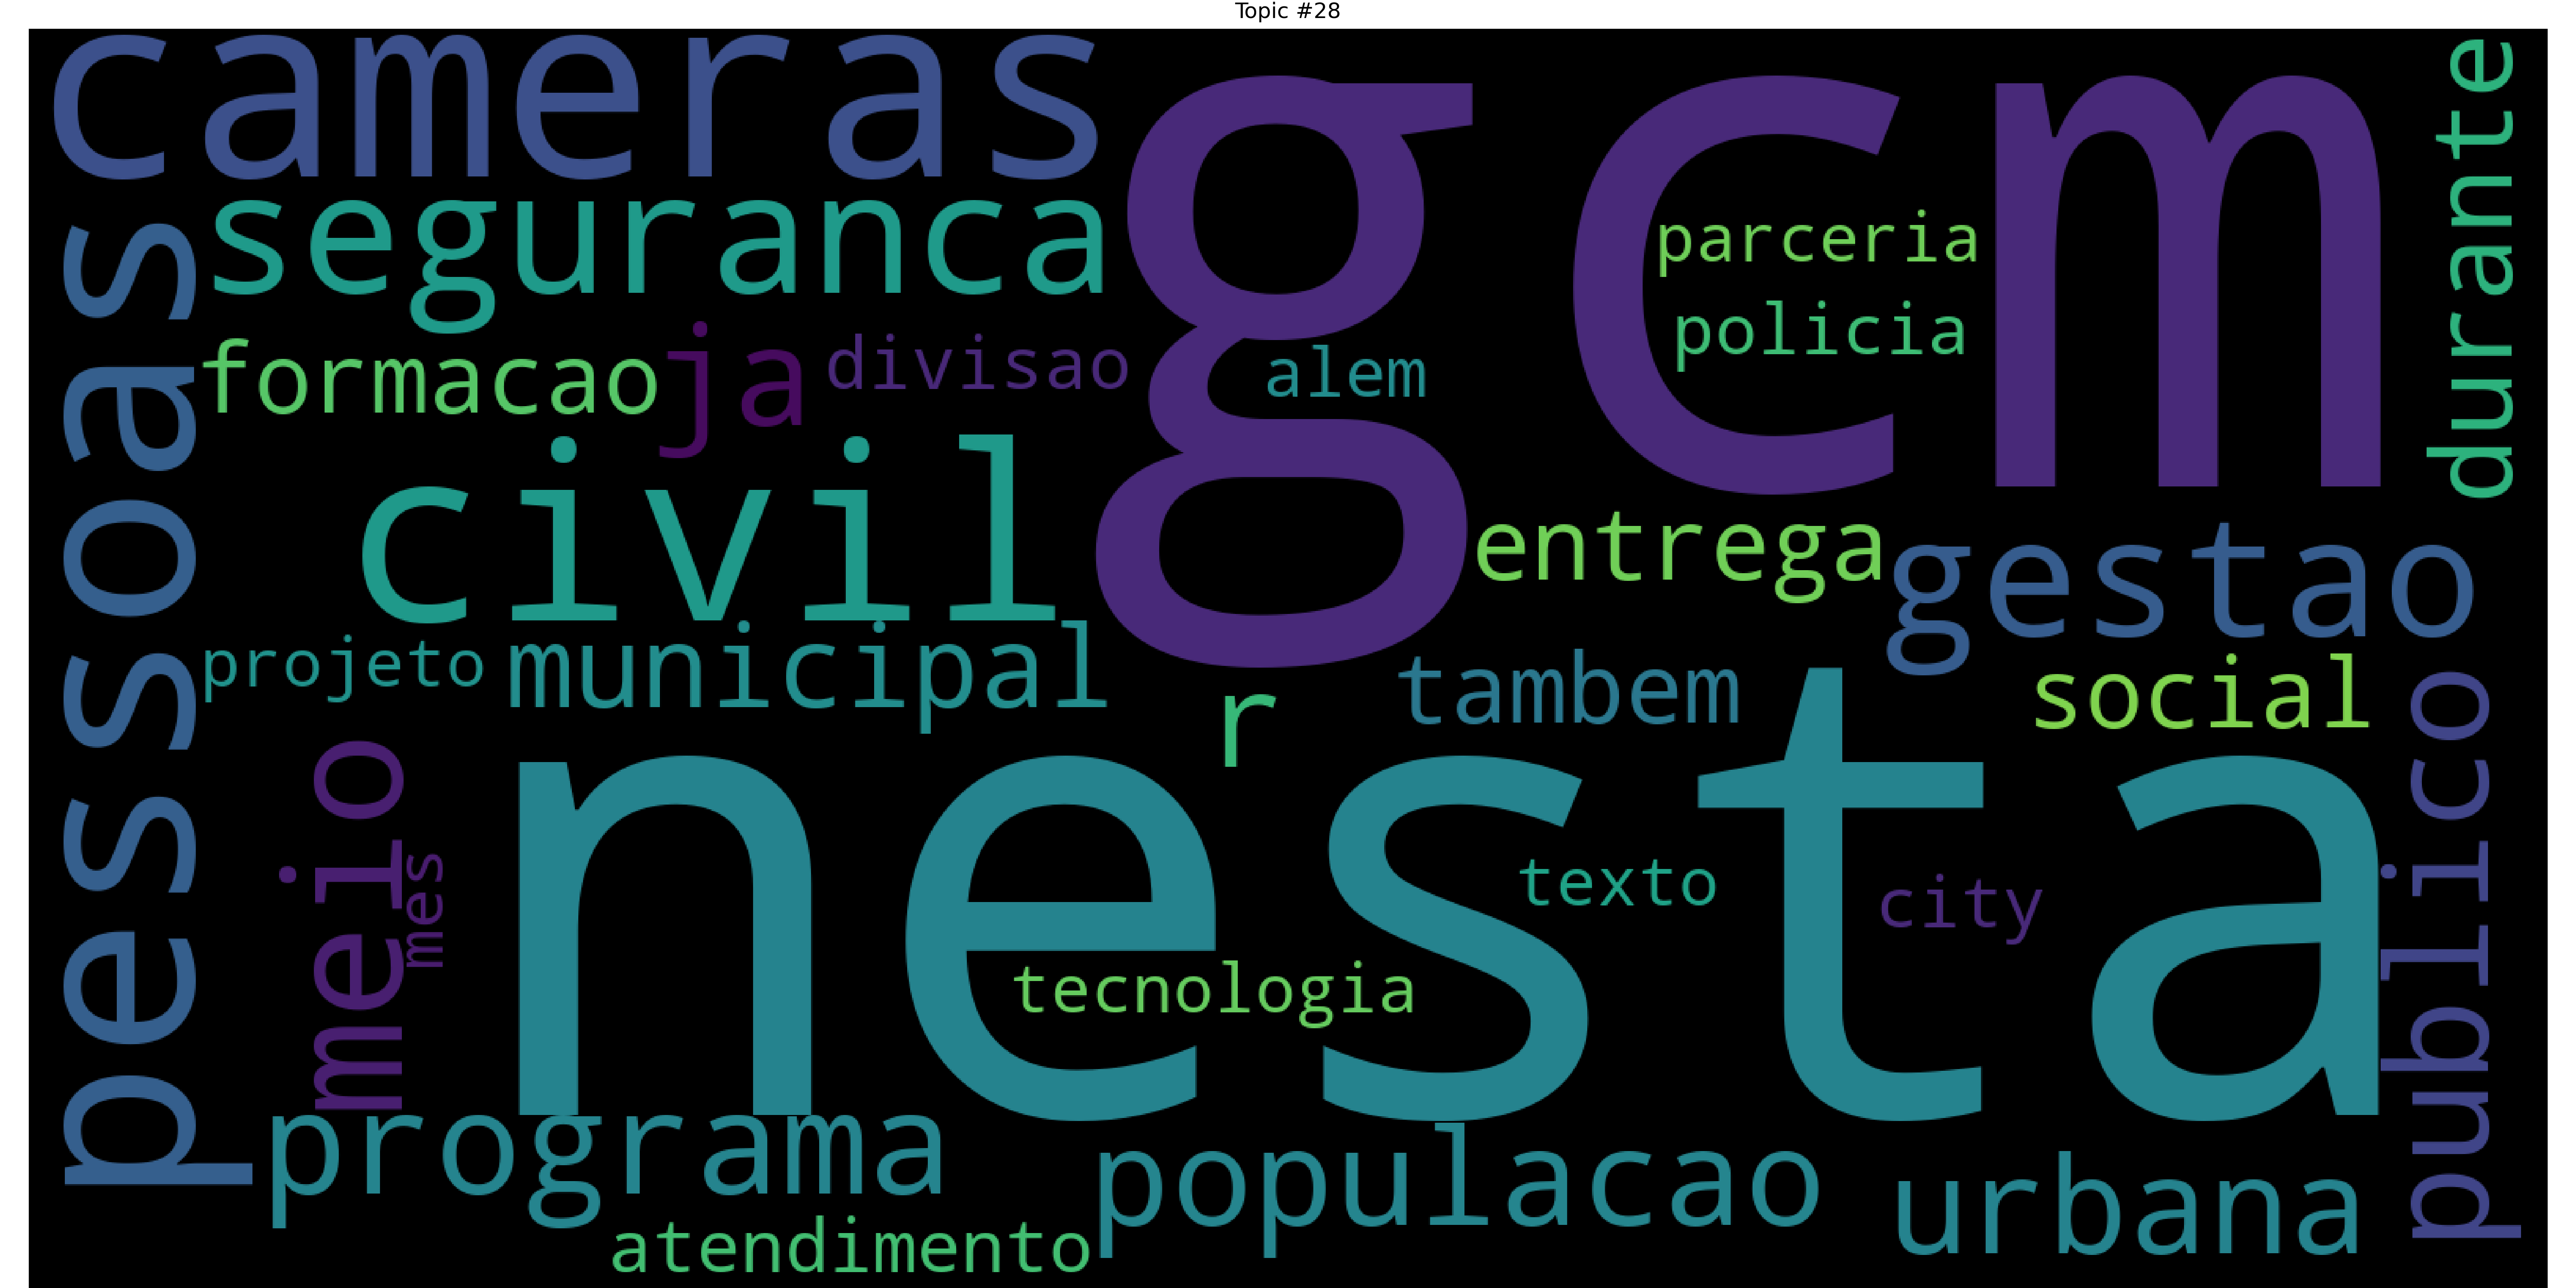 Topic #28
cameras
gcm
durante
pessoas
seguranca
parceria
policia
formacao
ja
divisao
alem
civil
entrega
gestao
projeto
municipal
r
tambem
social
publico
meio
mes
nesta
texto
city
tecnologia
programa
populacao
urbana
atendimento